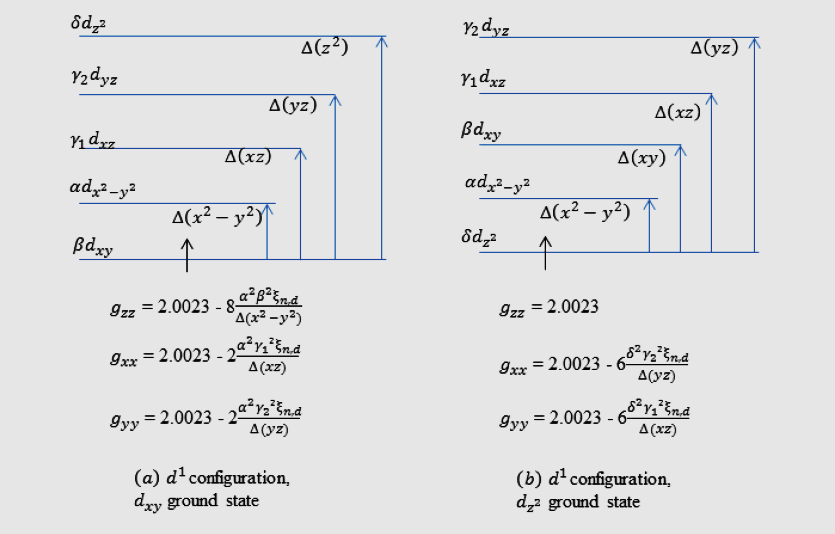 δd_{z²}
Δ(z²)
γ₂d_{yz}
Δ(yz)
γ₁d_{xz}
Δ(xz)
αd_{x²−y²}
Δ(x² − y²)
βd_{xy}
g_{zz} = 2.0023 - 8 α²β²ξ_{n,d} / Δ(x²−y²)
g_{xx} = 2.0023 - 2 α²γ₁²ξ_{n,d} / Δ(xz)
g_{yy} = 2.0023 - 2 α²γ₂²ξ_{n,d} / Δ(yz)
(a) d¹ configuration,
d_{xy} ground state
γ₂d_{yz}
Δ(yz)
γ₁d_{xz}
Δ(xz)
βd_{xy}
Δ(xy)
αd_{x²−y²}
Δ(x² − y²)
δd_{z²}
g_{zz} = 2.0023
g_{xx} = 2.0023 - 6 δ²γ₂²ξ_{n,d} / Δ(yz)
g_{yy} = 2.0023 - 6 δ²γ₁²ξ_{n,d} / Δ(xz)
(b) d¹ configuration,
d_{z²} ground state